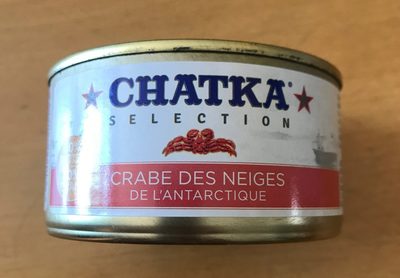 CHATKA
SELECTION
CRABE DES NEIGES
DE L'ANTARCTIQUE